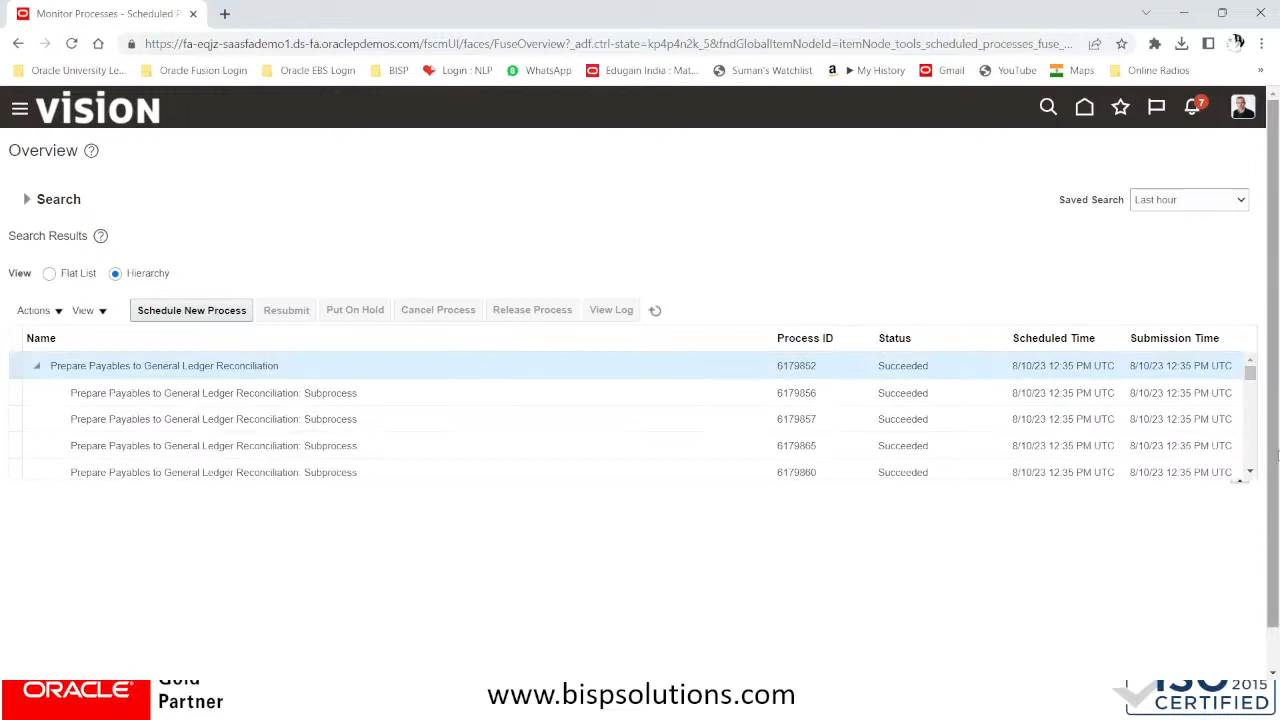 Monitor Processes - Scheduled P
https://fa-eqjz-saasfademo1.ds-fa.oraclepdemos.com/fscmUI/faces/FuseOverview?_adf.ctrl-state=kp4p4n2k_58&fndGlobalItemNodeId=itemNode_tools_scheduled_processes_fuse_...
Oracle University Le... Oracle Fusion Login Oracle EBS Login BISP Login : NLP WhatsApp Edugain India : Mat... Suman's Watchlist My History Gmail YouTube Maps Online Radios »
vision 7
Overview
Search Saved Search Last hour
Search Results
View Flat List Hierarchy
Actions View Schedule New Process Resubmit Put On Hold Cancel Process Release Process View Log
Name Process ID Status Scheduled Time Submission Time
Prepare Payables to General Ledger Reconciliation 6179852 Succeeded 8/10/23 12:35 PM UTC 8/10/23 12:35 PM UTC
Prepare Payables to General Ledger Reconciliation: Subprocess 6179856 Succeeded 8/10/23 12:35 PM UTC 8/10/23 12:35 PM UTC
Prepare Payables to General Ledger Reconciliation: Subprocess 6179857 Succeeded 8/10/23 12:35 PM UTC 8/10/23 12:35 PM UTC
Prepare Payables to General Ledger Reconciliation: Subprocess 6179865 Succeeded 8/10/23 12:35 PM UTC 8/10/23 12:35 PM UTC
Prepare Payables to General Ledger Reconciliation: Subprocess 6179860 Succeeded 8/10/23 12:35 PM UTC 8/10/23 12:35 PM UTC
ORACLE Gold
Partner
www.bispsolutions.com
ISO 2015
CERTIFIED